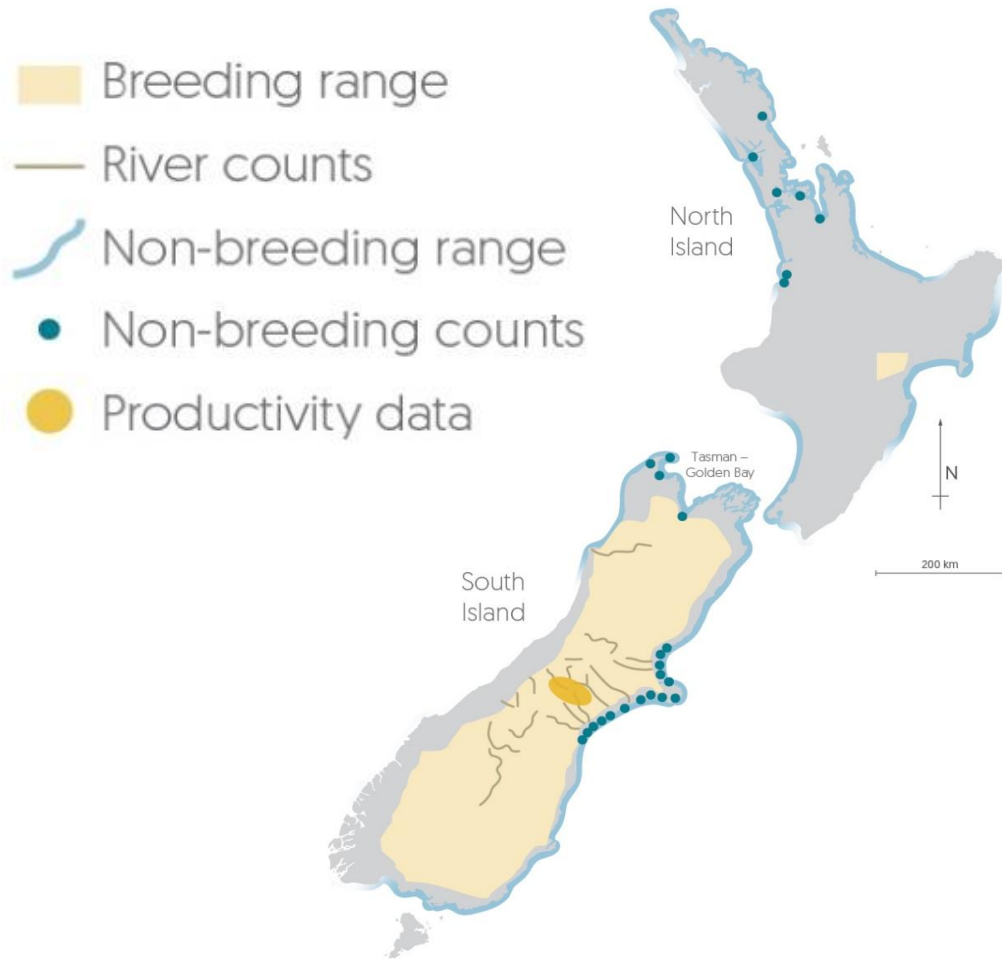 Breeding range
River counts
Non-breeding range
Non-breeding counts
Productivity data
North
Island
Tasman –
Golden Bay
N
200 km
South
Island